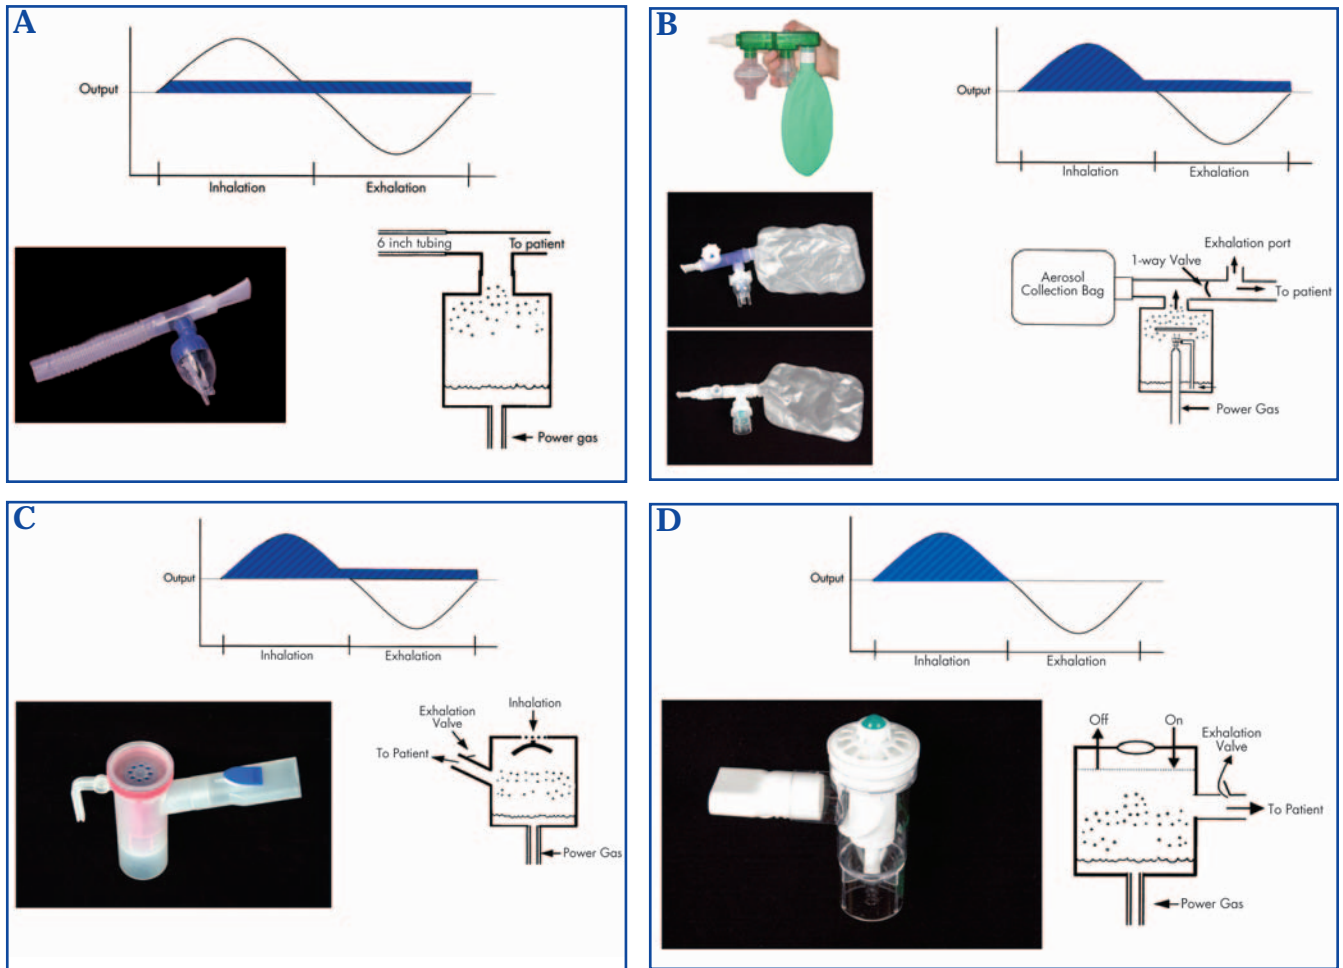 A
Output
Inhalation Exhalation
6 inch tubing To patient
Power gas
B
Output
Inhalation Exhalation
Exhalation port
1-way Valve
Aerosol
Collection Bag
To patient
Power Gas
C
Output
Inhalation Exhalation
Inhalation
Exhalation
Valve
To Patient
Power Gas
D
Output
Inhalation Exhalation
Off On
Exhalation
Valve
To Patient
Power Gas